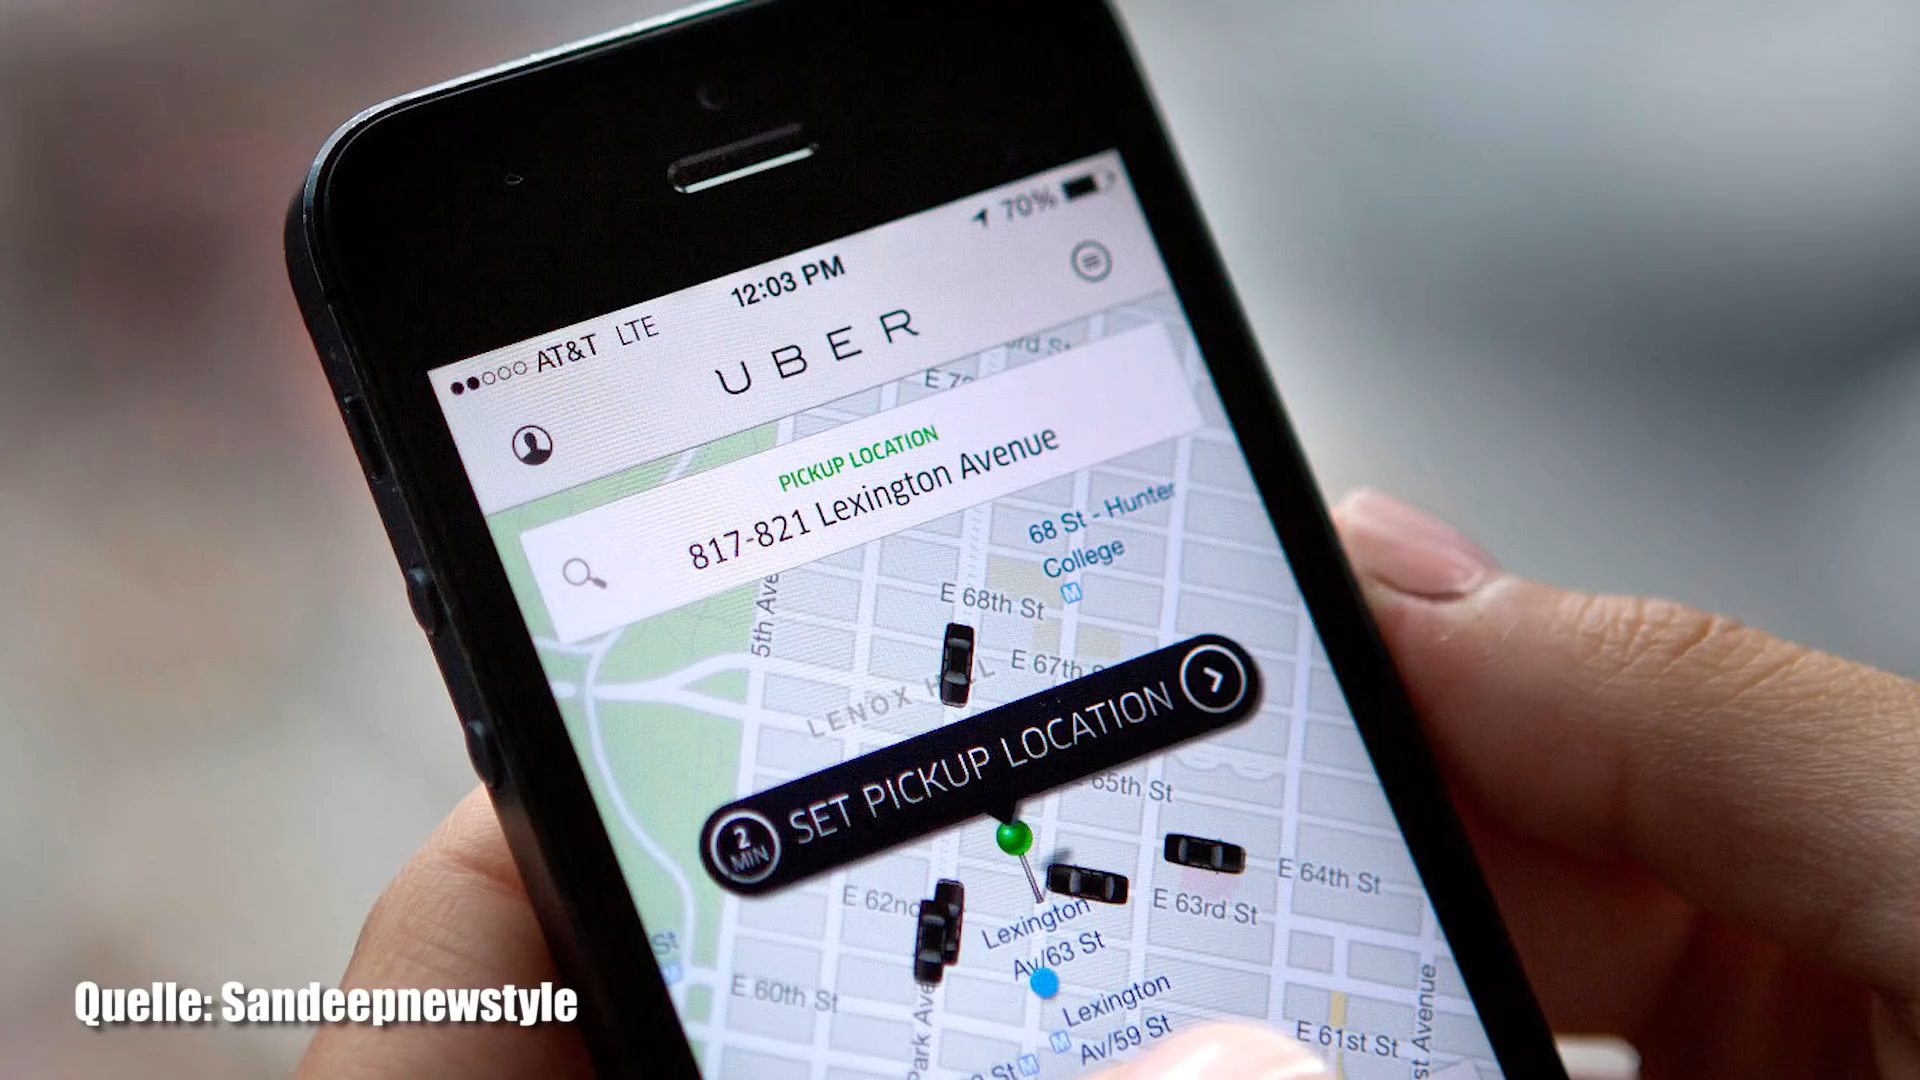 70%
12:03 PM
AT&T LTE
UBER
PICKUP LOCATION
817-821 Lexington Avenue
68 St - Hunter
College
E 68th St
5th Ave
E 67th
LENOX
SET PICKUP LOCATION
2
MIN
65th St
E 64th St
E 63rd St
Lexington
Av/63 St
E 60th St
Lexington
Av/59 St
E 61st St
Park Ave
Avenue
St
Quelle: Sandeepnewstyle